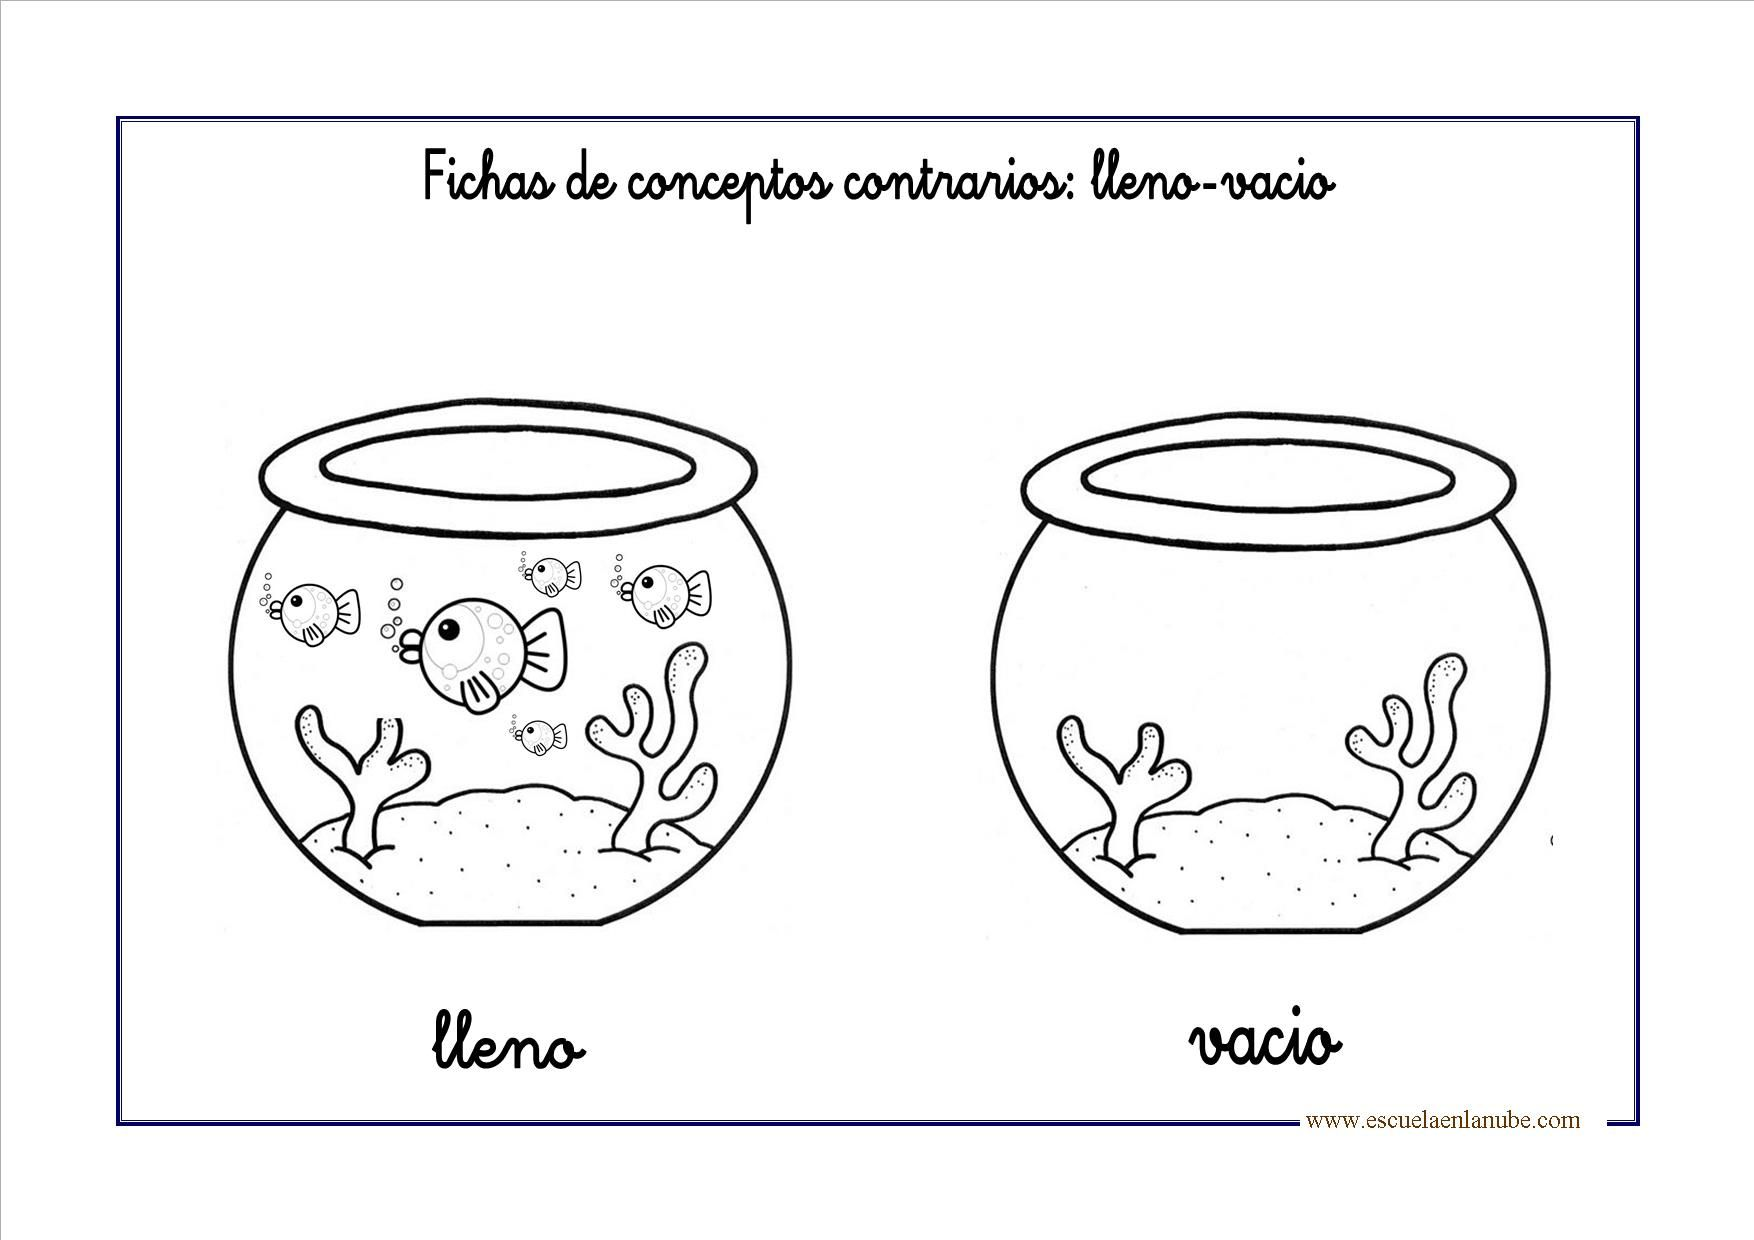 Fichas de conceptos contrarios: lleno-vacio
lleno
vacio
www.escuelaenlanube.com